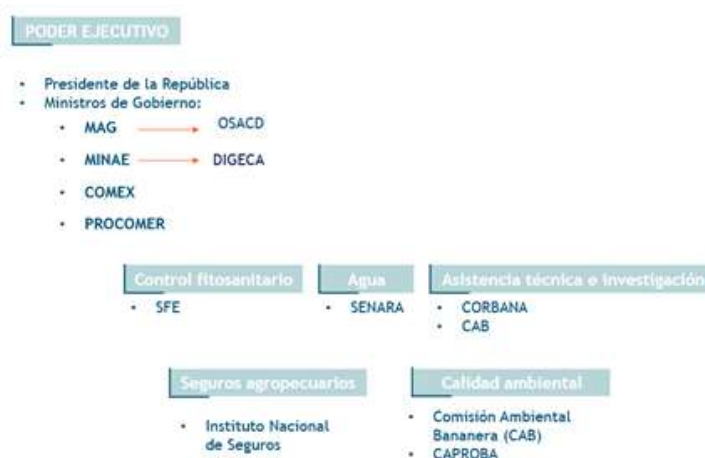 PODER EJECUTIVO
• Presidente de la República
• Ministros de Gobierno:
• MAG → OSACD
• MINAE → DIGECA
• COMEX
• PROCOMER
Control fitosanitario
• SFE
Agua
• SENARA
Asistencia técnica e investigación
• CORBANA
• CAB
Seguros agropecuarios
• Instituto Nacional
de Seguros
Calidad ambiental
• Comisión Ambiental
Bananera (CAB)
• CAPROBA